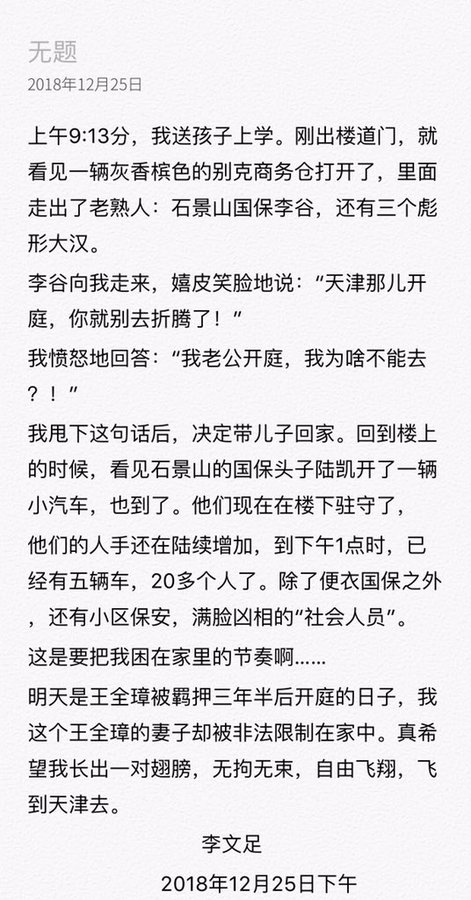 无题
2018年12月25日
上午9:13分，我送孩子上学。刚出楼道门，就
看见一辆灰香槟色的别克商务仓打开了，里面
走出了老熟人：石景山国保李谷，还有三个彪
形大汉。
李谷向我走来，嬉皮笑脸地说：“天津那儿开
庭，你就别去折腾了！”
我愤怒地回答：“我老公开庭，我为啥不能去
？！”
我甩下这句话后，决定带儿子回家。回到楼上
的时候，看见石景山的国保头子陆凯开了一辆
小汽车，也到了。他们现在在楼下驻守了，
他们的人手还在陆续增加，到下午1点时，已
经有五辆车，20多个人了。除了便衣国保之外
，还有小区保安，满脸凶相的“社会人员”。
这是要把我困在家里的节奏啊……
明天是王全璋被羁押三年半后开庭的日子，我
这个王全璋的妻子却被非法限制在家中。真希
望我长出一对翅膀，无拘无束，自由飞翔，飞
到天津去。
李文足
2018年12月25日下午